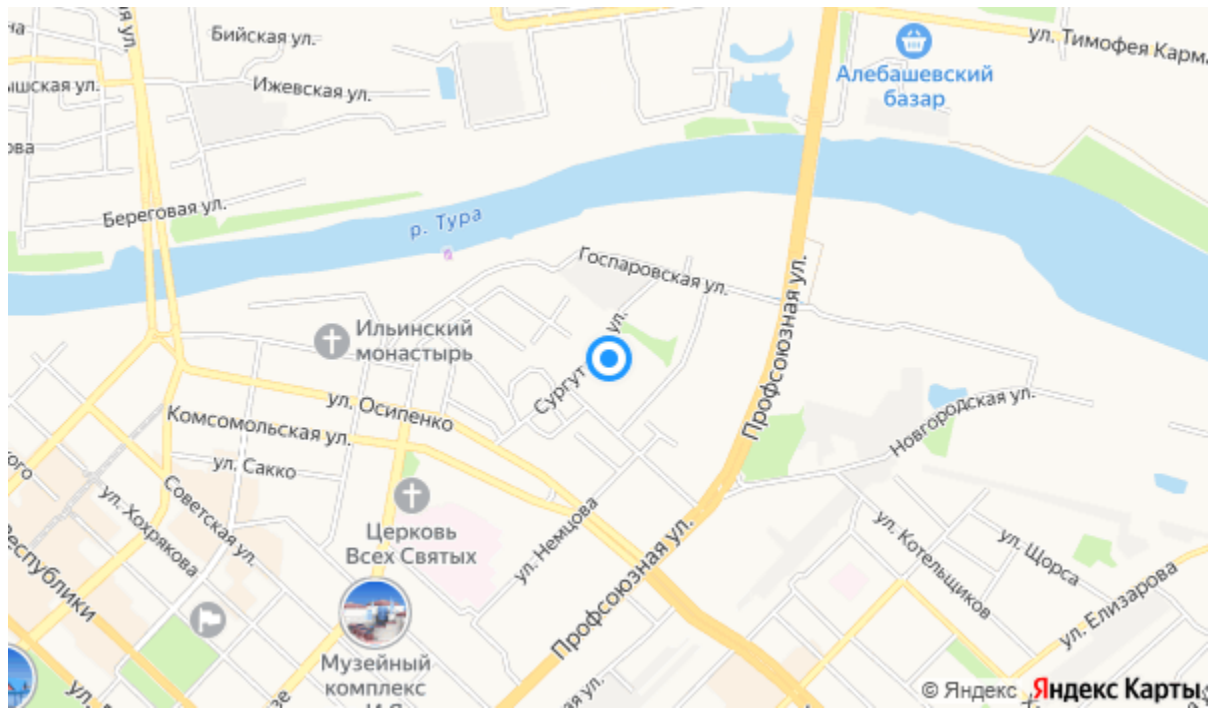 Бийская ул.
Ижевская ул.
Алебашевский
базар
ул. Тимофея Карма
Береговая ул.
р. Тура
Госпаровская ул.
Профсоюзная ул.
Ильинский
монастырь
Сургут
ул.
ул. Осипенко
Комсомольская ул.
ул. Сакко
Новгородская ул.
Советская ул.
ул. Хохрякова
Республики
Церковь
Всех Святых
ул. Немцова
Профсоюзная ул.
ул. Котельщиков
ул. Щорса
ул. Елизарова
Музейный
комплекс
© Яндекс Яндекс Карты